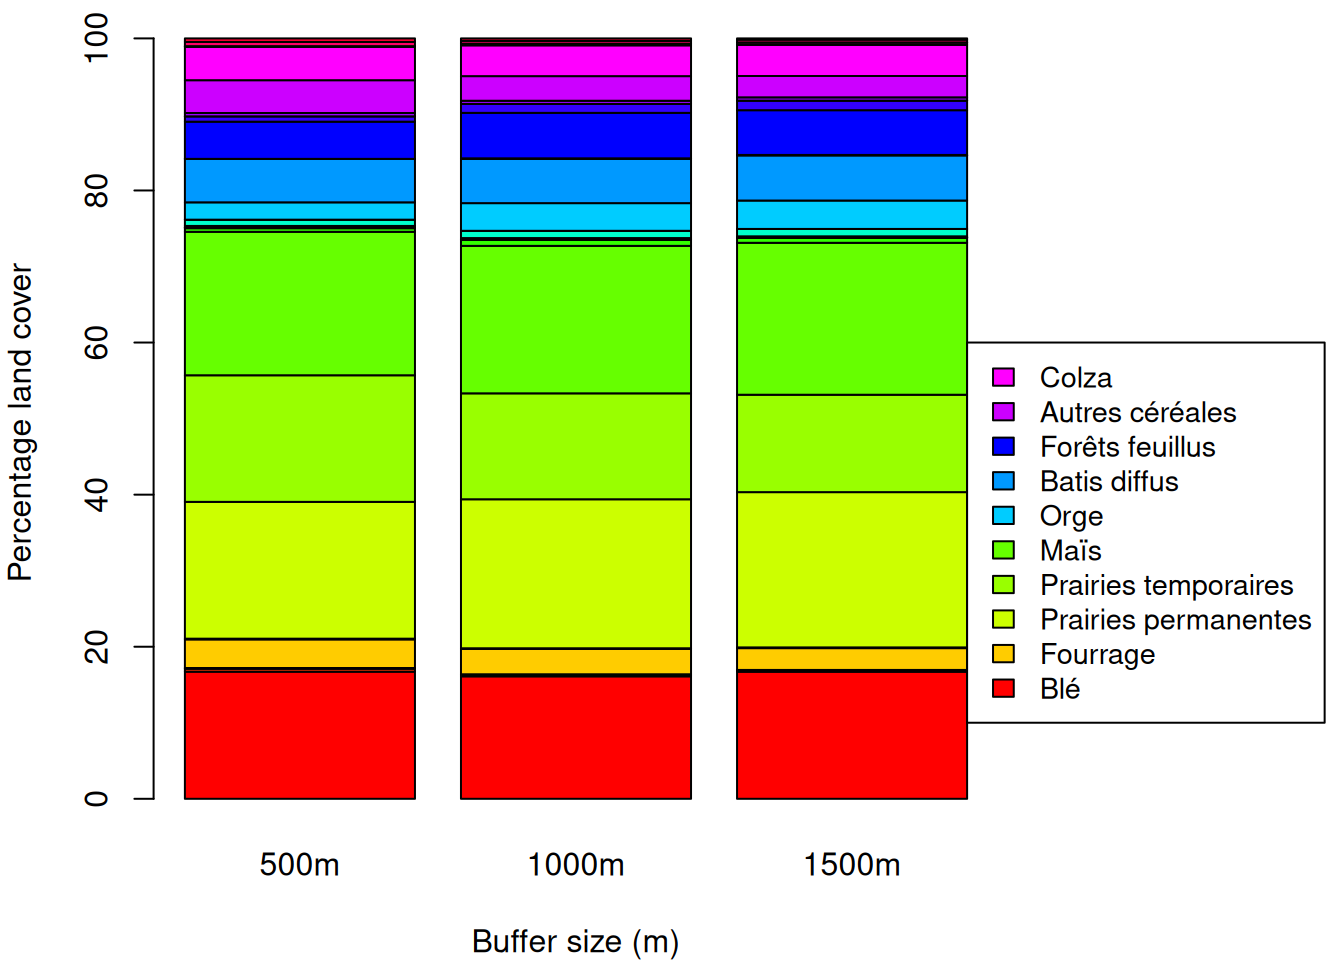 100
80
60
40
20
0
Percentage land cover
500m
1000m
1500m
Buffer size (m)
Colza
Autres céréales
Forêts feuillus
Batis diffus
Orge
Maïs
Prairies temporaires
Prairies permanentes
Fourrage
Blé